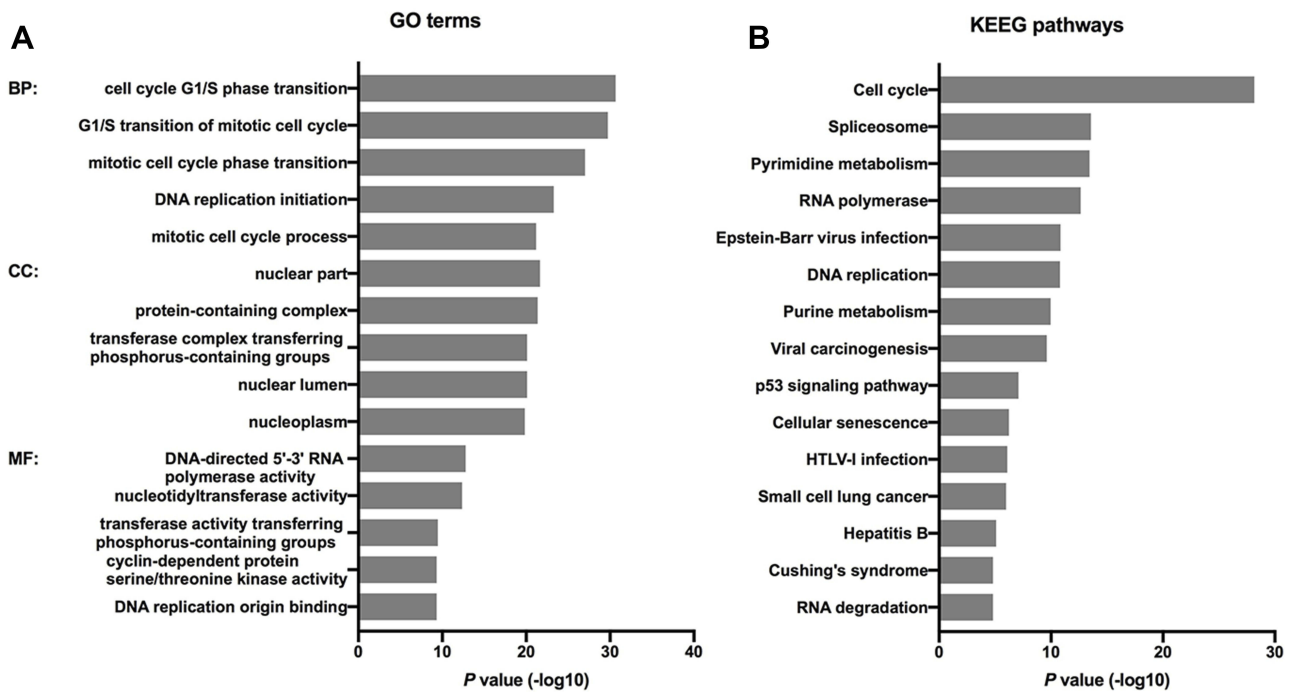 A
GO terms
BP:
cell cycle G1/S phase transition
G1/S transition of mitotic cell cycle
mitotic cell cycle phase transition
DNA replication initiation
mitotic cell cycle process
CC:
nuclear part
protein-containing complex
transferase complex transferring
phosphorus-containing groups
nuclear lumen
nucleoplasm
MF:
DNA-directed 5'-3' RNA
polymerase activity
nucleotidyltransferase activity
transferase activity transferring
phosphorus-containing groups
cyclin-dependent protein
serine/threonine kinase activity
DNA replication origin binding
0 10 20 30 40
P value (-log10)
B
KEEG pathways
Cell cycle
Spliceosome
Pyrimidine metabolism
RNA polymerase
Epstein-Barr virus infection
DNA replication
Purine metabolism
Viral carcinogenesis
p53 signaling pathway
Cellular senescence
HTLV-I infection
Small cell lung cancer
Hepatitis B
Cushing's syndrome
RNA degradation
0 10 20 30
P value (-log10)